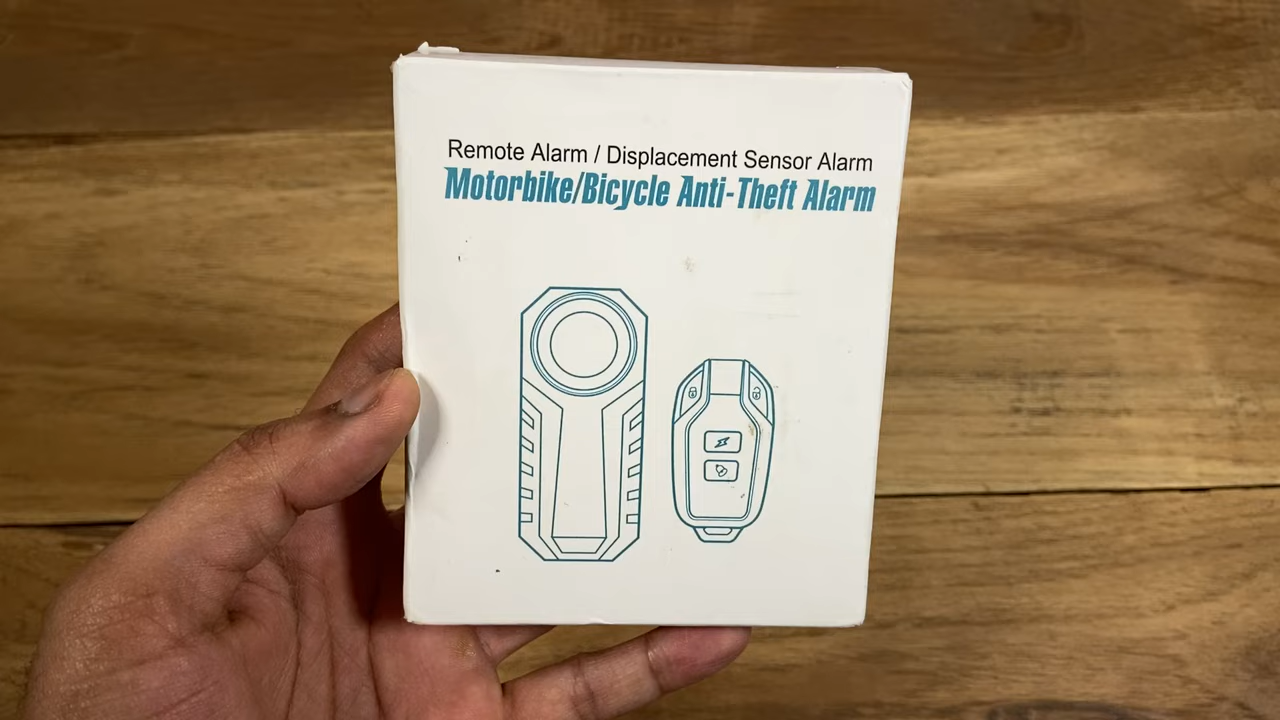 Remote Alarm / Displacement Sensor Alarm
Motorbike/Bicycle Anti-Theft Alarm